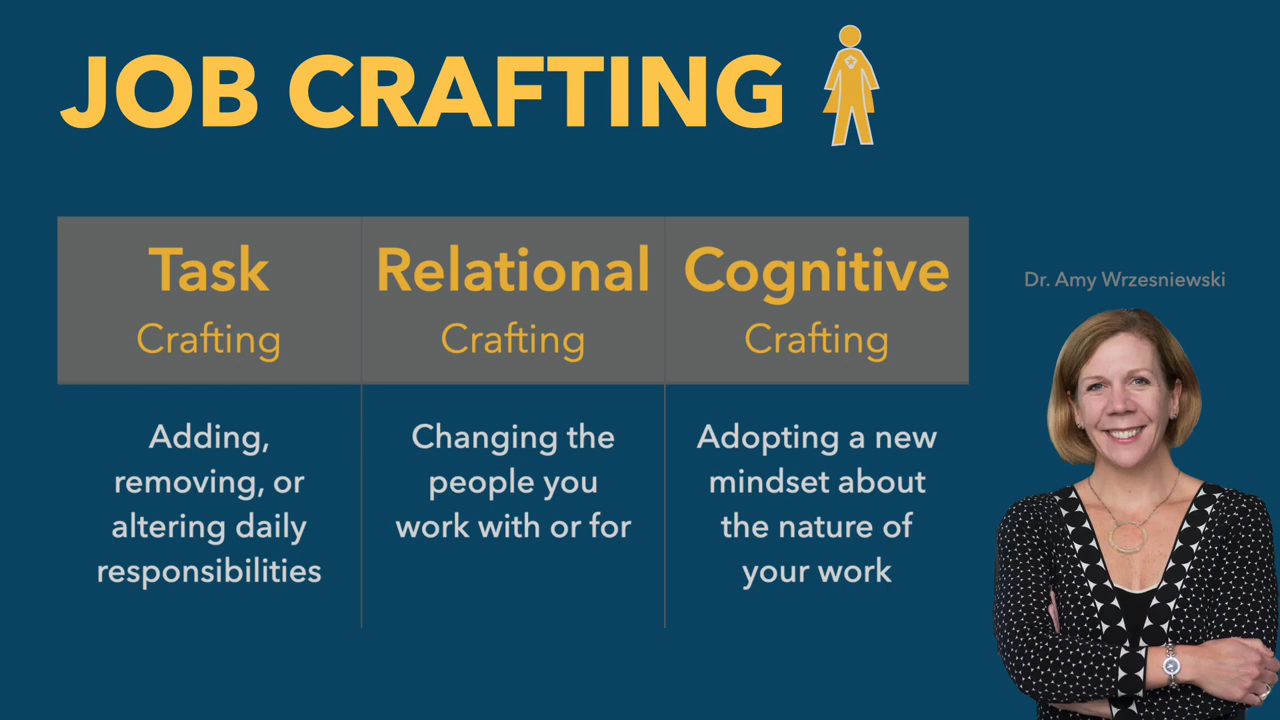 JOB CRAFTING
Task
Crafting
Relational
Crafting
Cognitive
Crafting
Adding,
removing, or
altering daily
responsibilities
Changing the
people you
work with or for
Adopting a new
mindset about
the nature of
your work
Dr. Amy Wrzesniewski